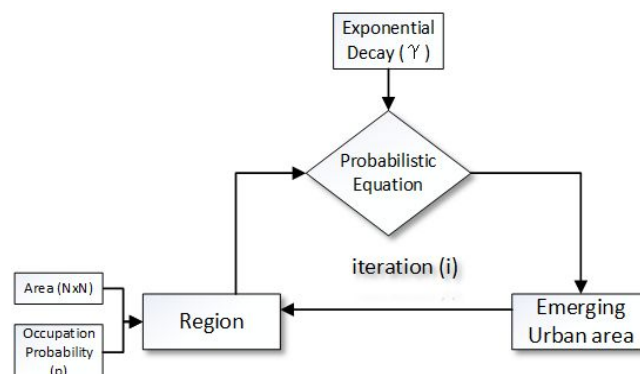 Exponential
Decay (γ)
Probabilistic
Equation
iteration (i)
Area (NxN)
Region
Emerging
Urban area
Occupation
Probability
(p)